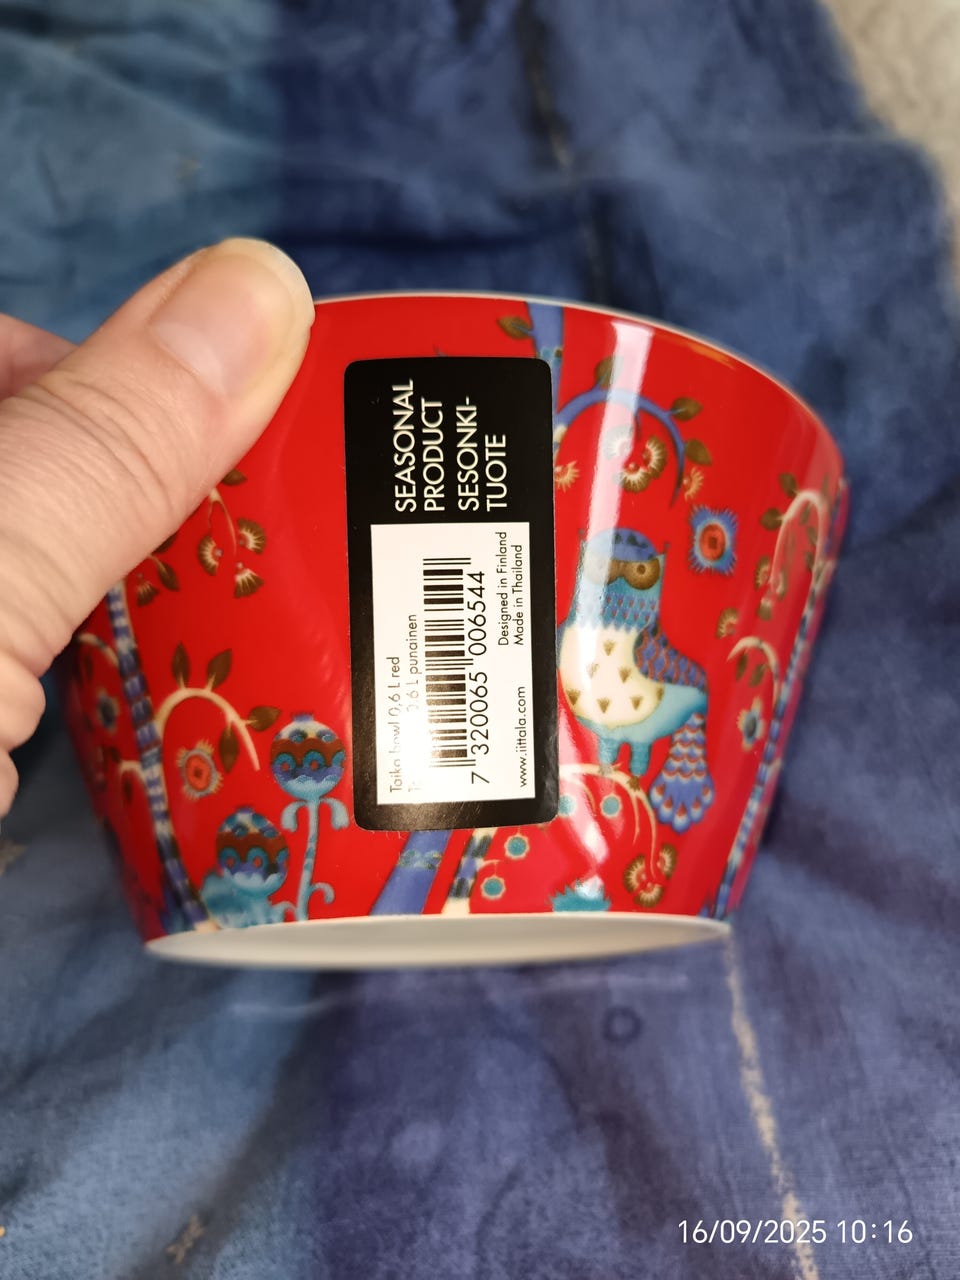 SEASONAL
PRODUCT
SESONKI-
TUOTE
Taika bowl 0,6 L red
0,6 L punainen
7 320065 006544
Designed in Finland
Made in Thailand
www.iittala.com
16/09/2025 10:16